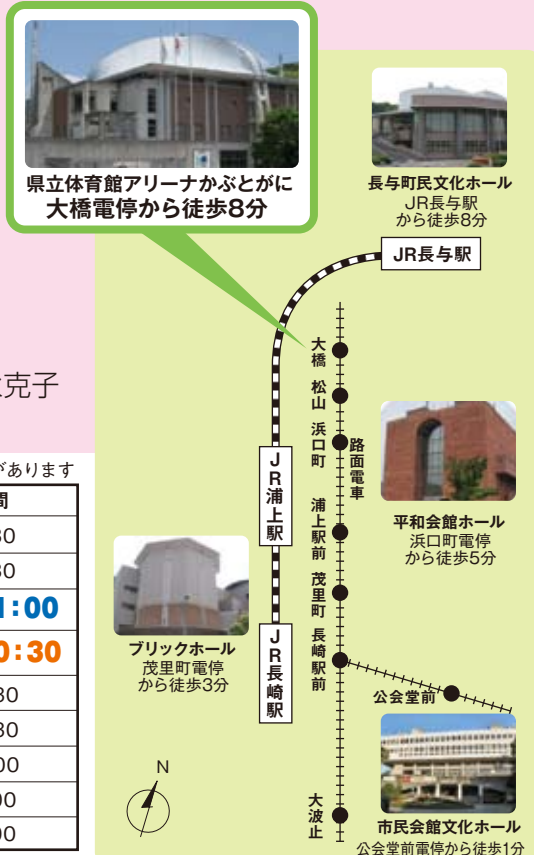 県立体育館アリーナかぶとがに
大橋電停から徒歩8分
長与町民文化ホール
JR長与駅
から徒歩8分
JR長与駅
克子
があります
間
30
30
1:00
0:30
30
30
00
00
00
大橋
松山
浜口町
路面電車
JR浦上駅
浦上駅前
平和会館ホール
浜口町電停
から徒歩5分
茂里町
ブリックホール
茂里町電停
から徒歩3分
JR長崎駅
長崎駅前
公会堂前
N
大波止
市民会館文化ホール
公会堂前電停から徒歩1分